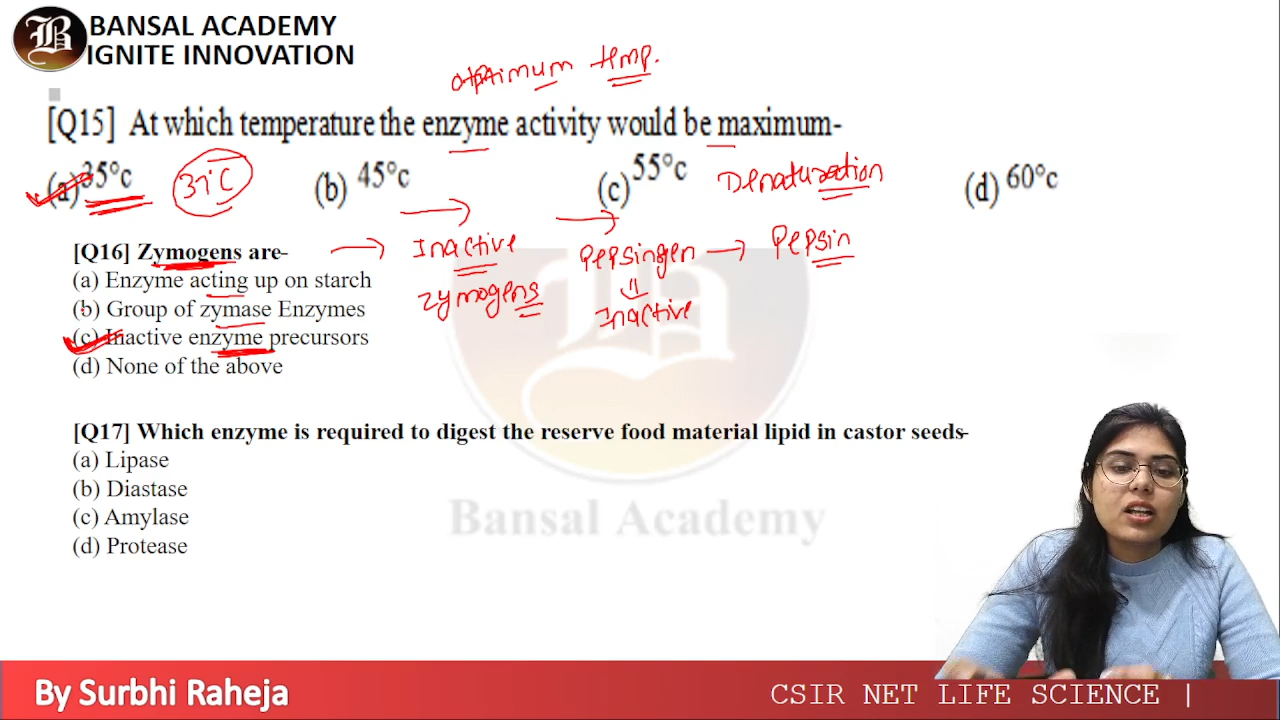 BANSAL ACADEMY
IGNITE INNOVATION
optimum temp.
[Q15] At which temperature the enzyme activity would be maximum-
(a) 35°c 37°C (b) 45°c (c) 55°c Denaturation (d) 60°c
[Q16] Zymogens are- → Inactive Pepsingen → Pepsin
(a) Enzyme acting up on starch
zymogens
(b) Group of zymase Enzymes
Inactive
(c) Inactive enzyme precursors
(d) None of the above
[Q17] Which enzyme is required to digest the reserve food material lipid in castor seeds-
(a) Lipase
(b) Diastase
(c) Amylase
(d) Protease
Bansal Academy
By Surbhi Raheja
CSIR NET LIFE SCIENCE |